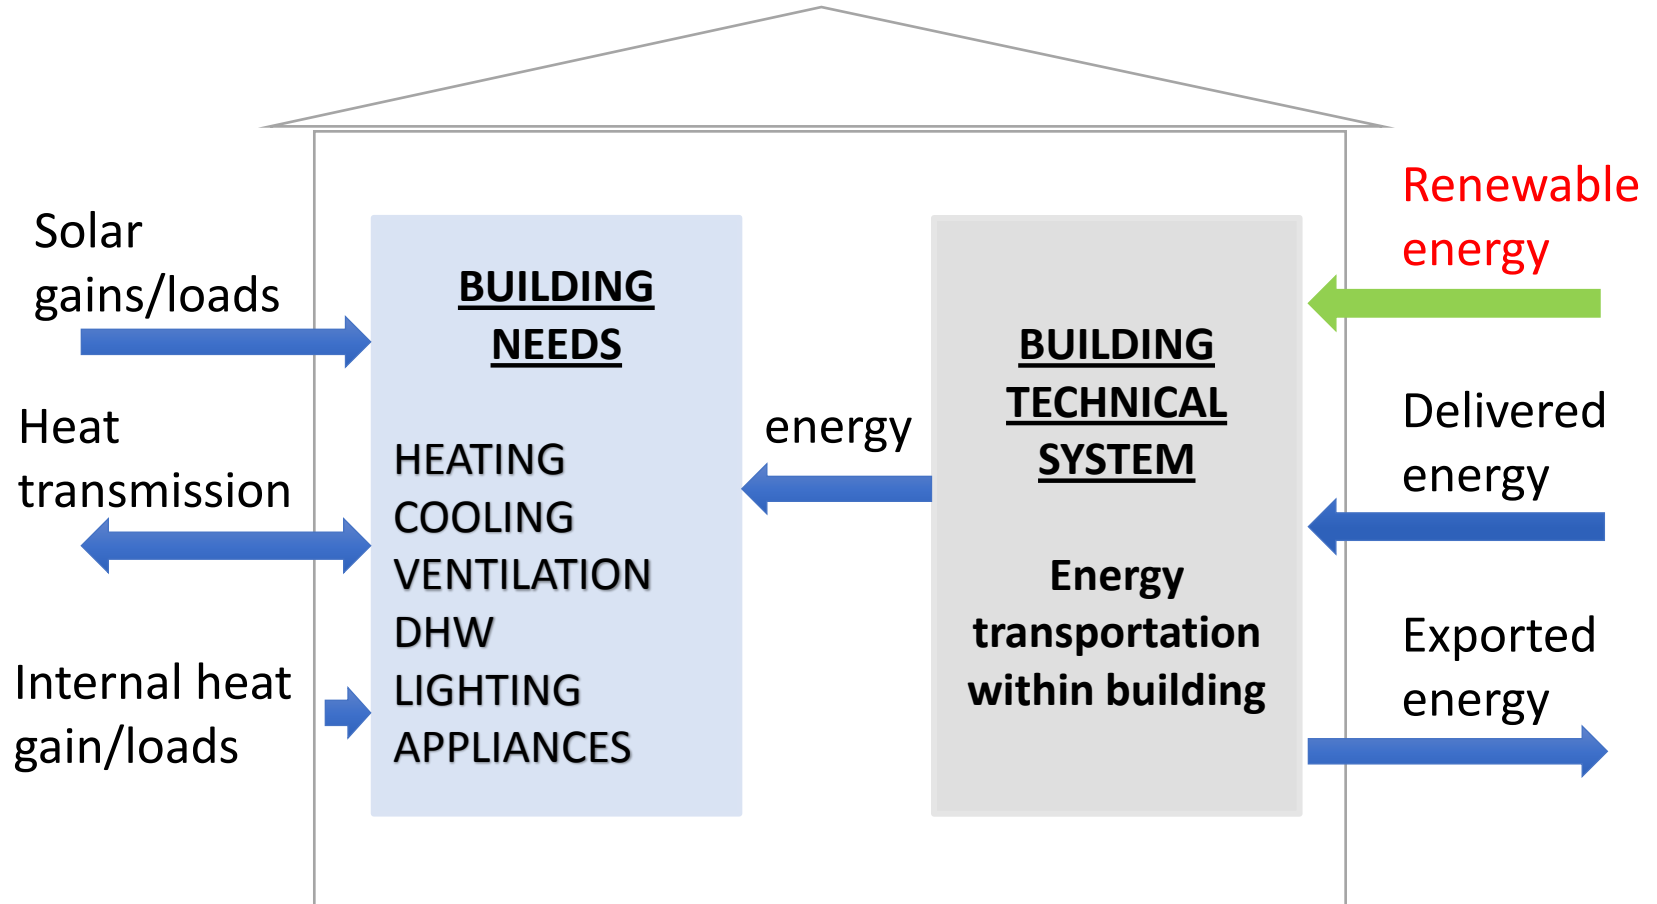 Solar
gains/loads
Heat
transmission
Internal heat
gain/loads
BUILDING
NEEDS
HEATING
COOLING
VENTILATION
DHW
LIGHTING
APPLIANCES
energy
BUILDING
TECHNICAL
SYSTEM
Energy
transportation
within building
Renewable
energy
Delivered
energy
Exported
energy